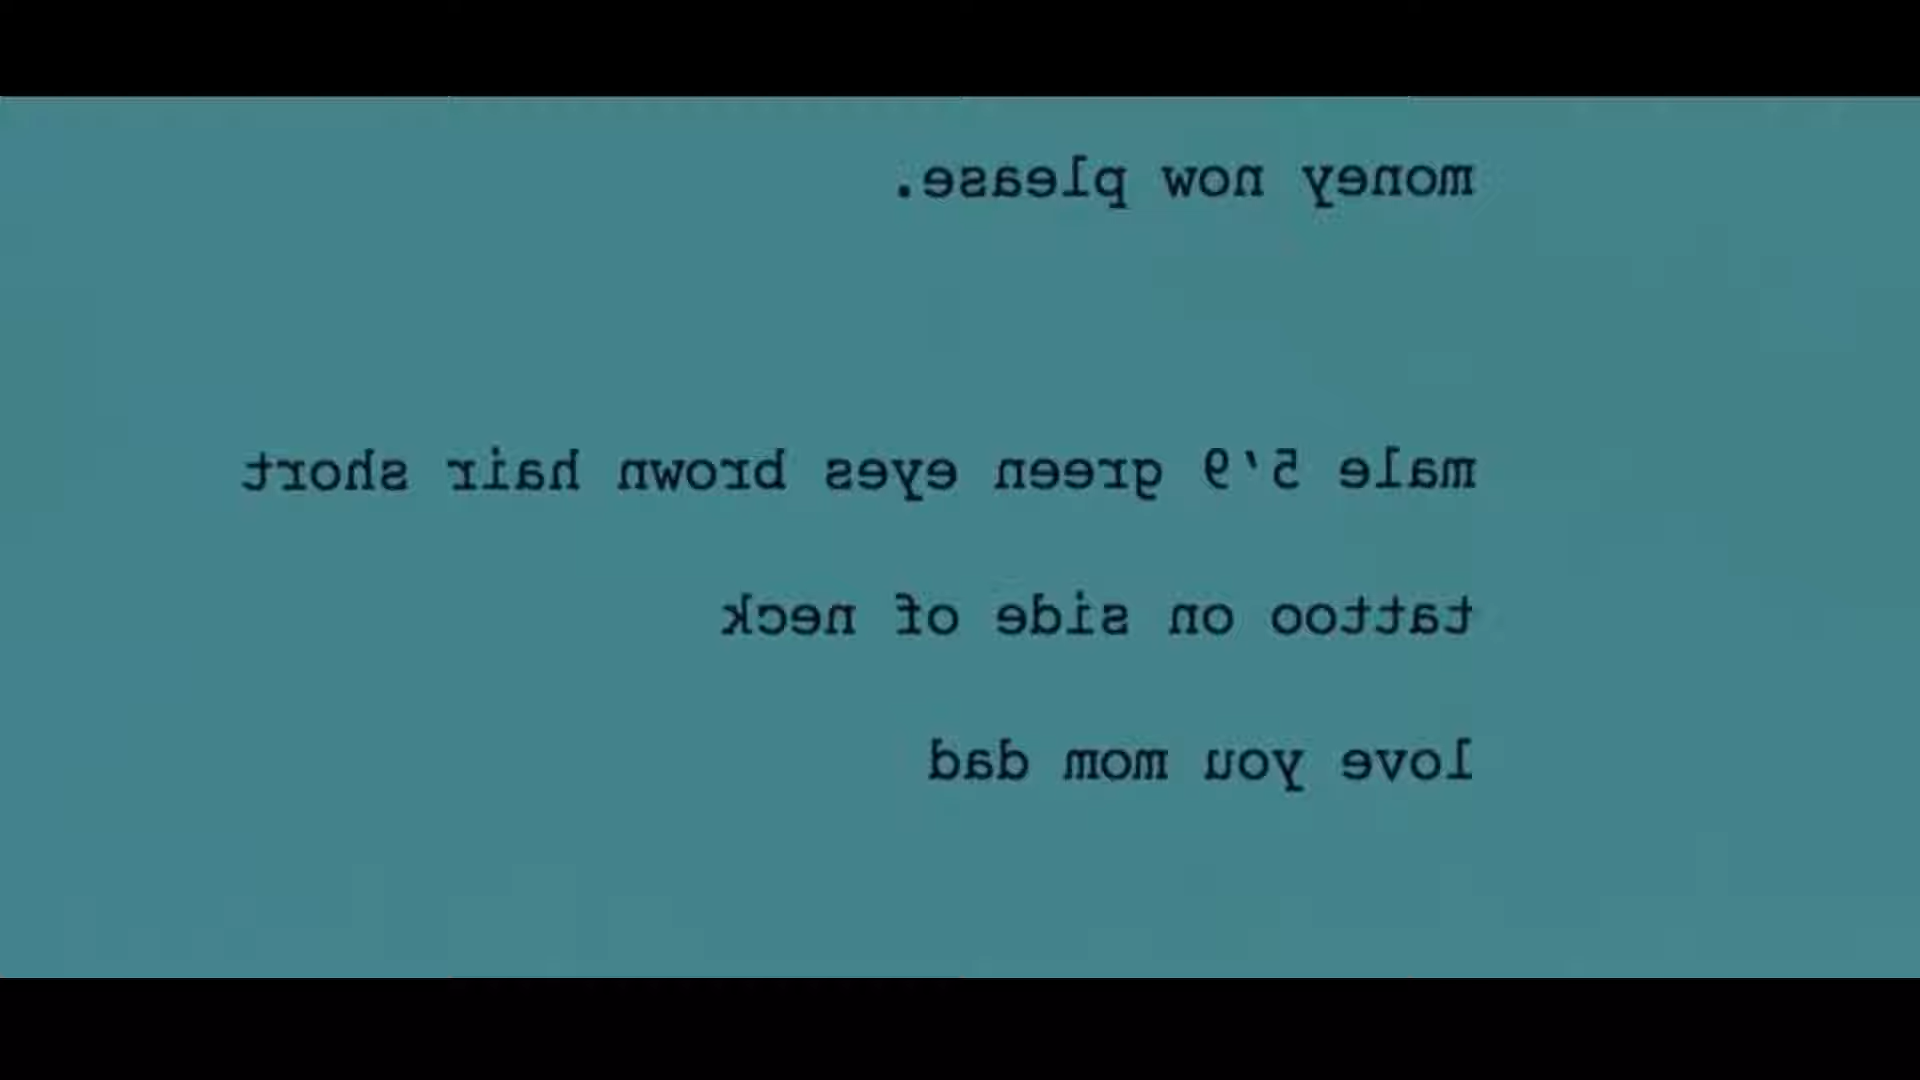 money now please.
male 5'9 green eyes brown hair short
tattoo on side of neck
love you mom dad